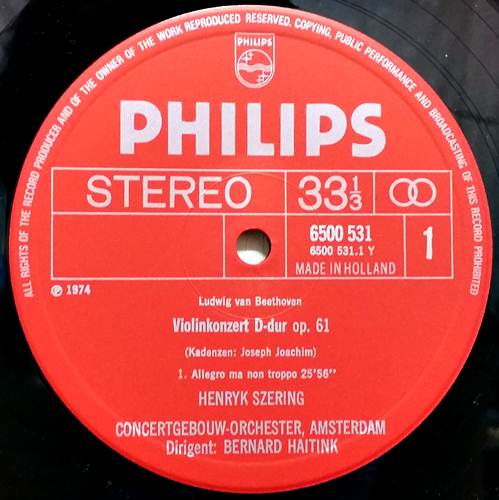 ALL RIGHTS OF THE RECORD PRODUCER AND OF THE OWNER OF THE WORK REPRODUCED RESERVED. COPYING, PUBLIC PERFORMANCE AND BROADCASTING OF THIS RECORD PROHIBITED
PHILIPS
PHILIPS
STEREO 33 1/3
6500 531
6500 531.1 Y
1
MADE IN HOLLAND
℗ 1974
Ludwig van Beethoven
Violinkonzert D-dur op. 61
(Kadenzen: Joseph Joachim)
1. Allegro ma non troppo 25'56''
HENRYK SZERING
CONCERTGEBOUW-ORCHESTER, AMSTERDAM
Dirigent: BERNARD HAITINK